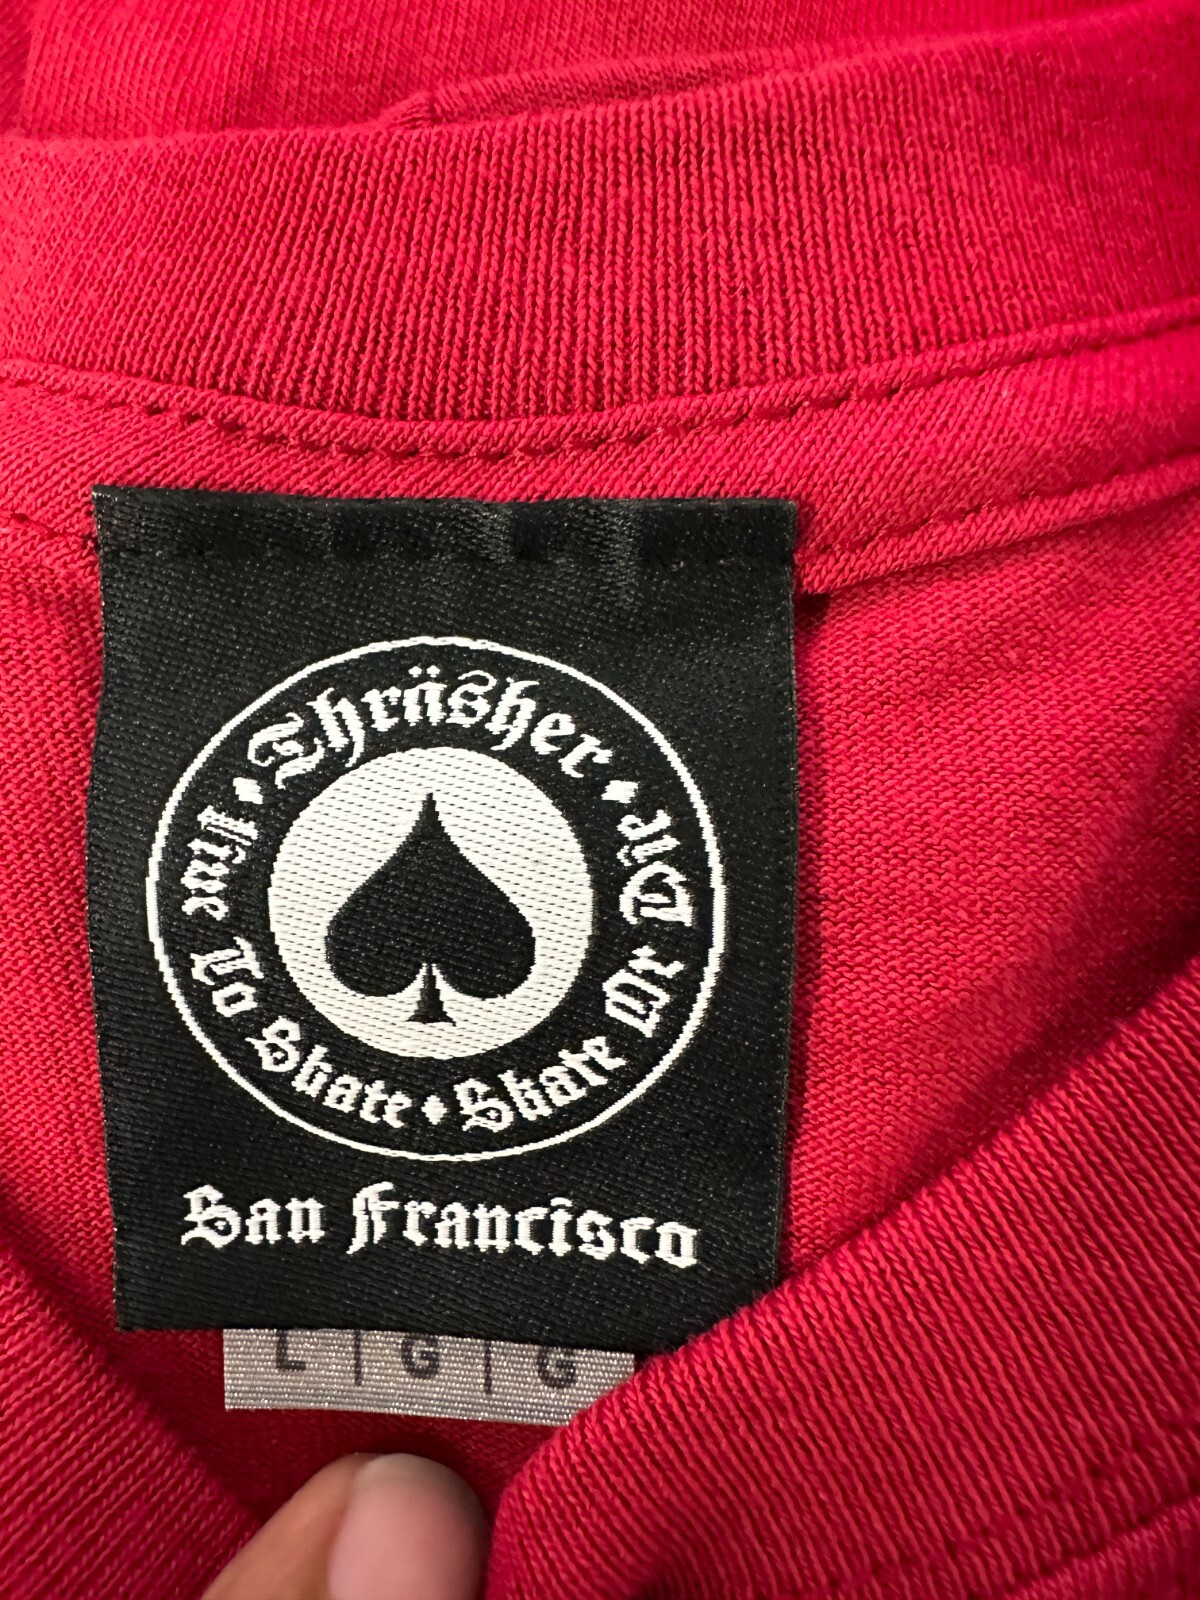 Thräsher
Skate Or Die
Live To Skate
San Francisco
L | G | G